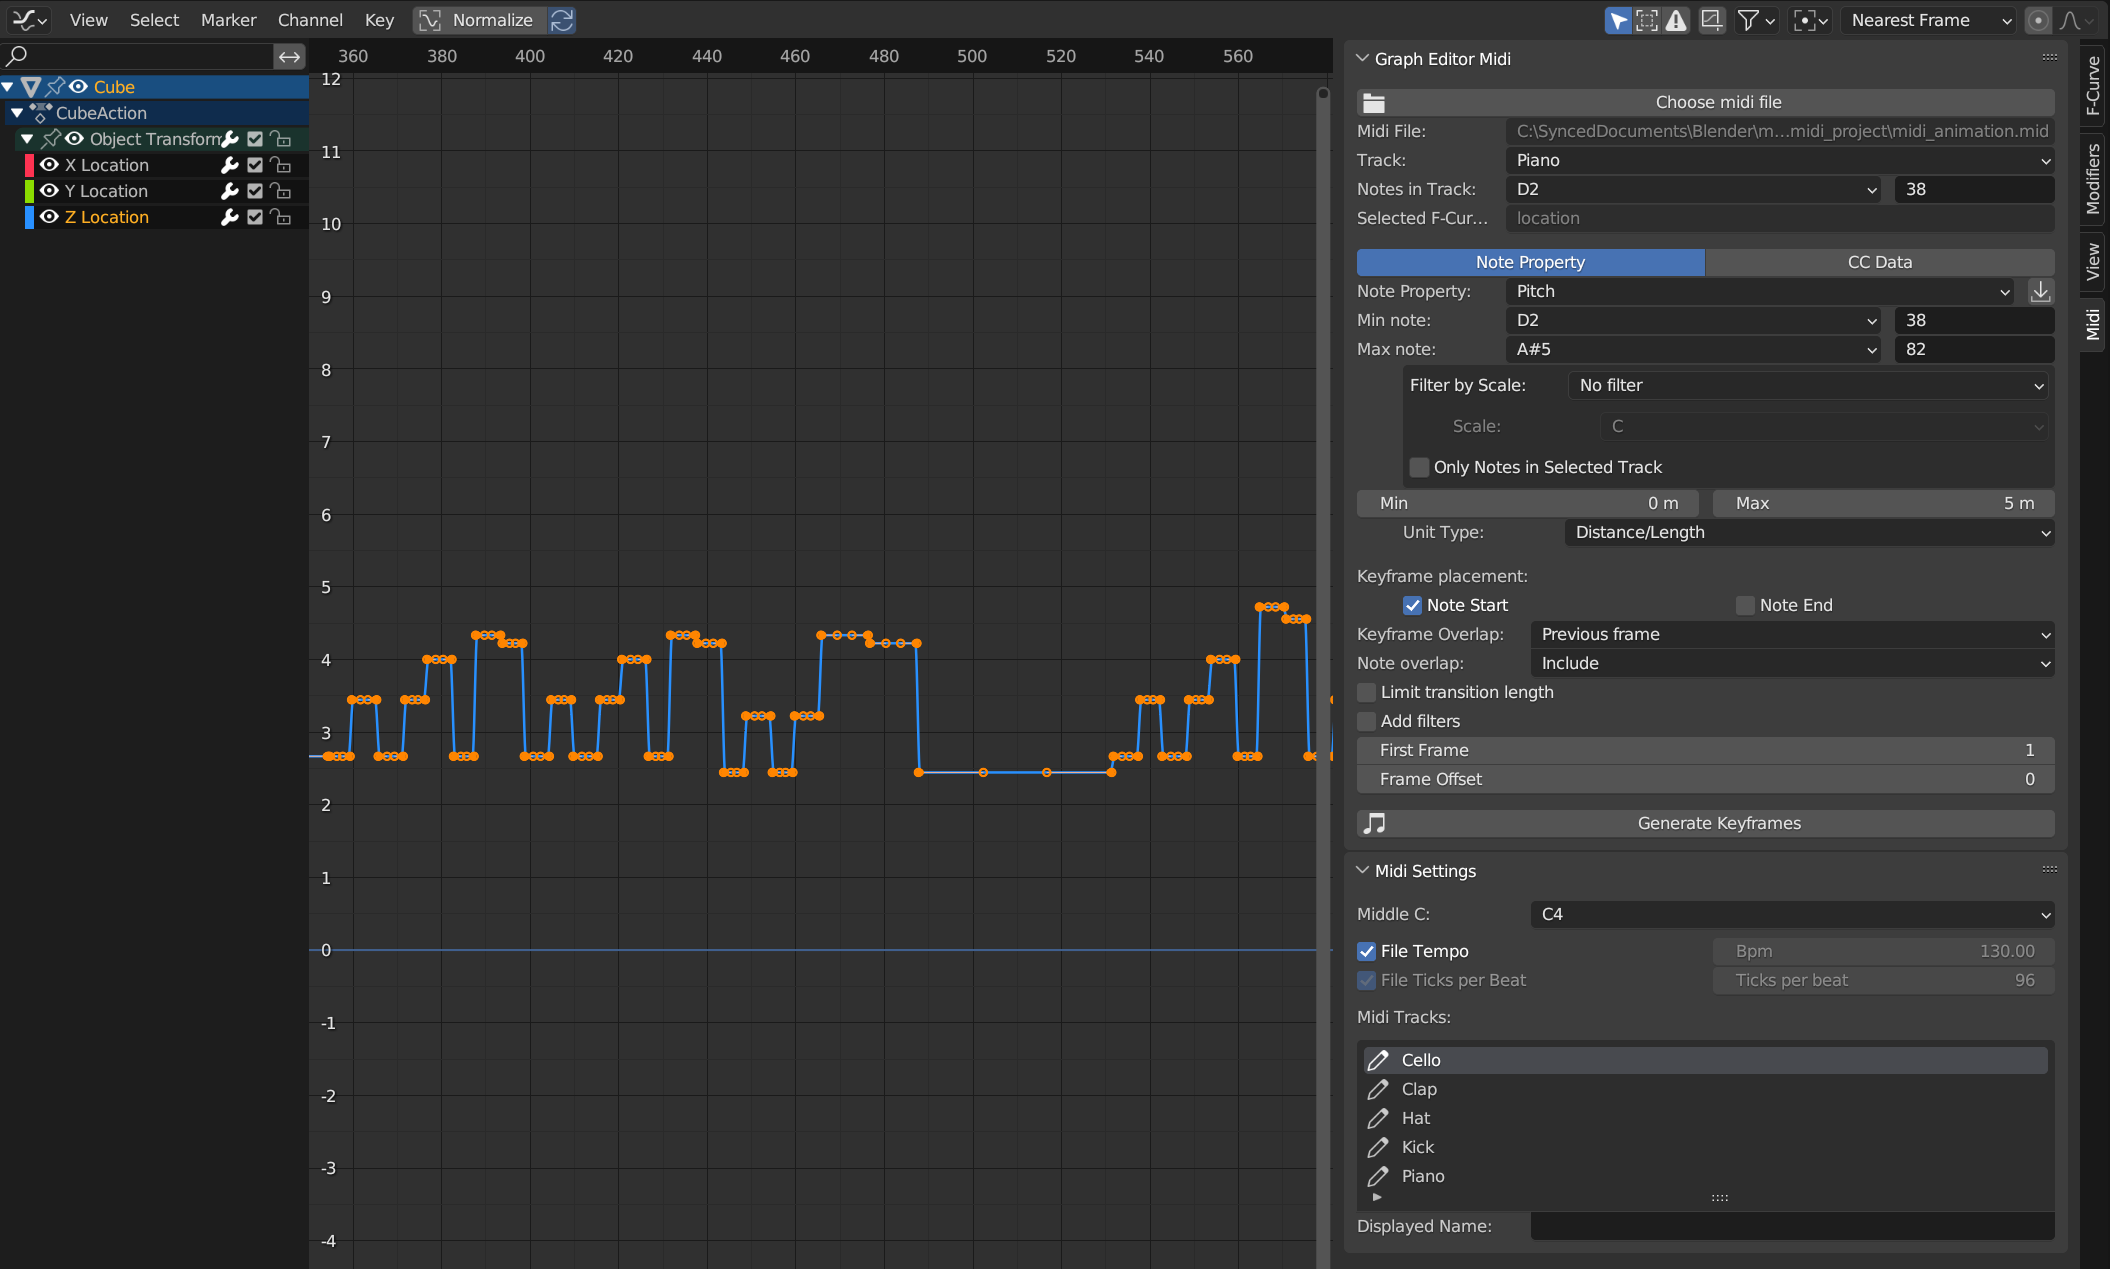 View Select Marker Channel Key Normalize Nearest Frame
360 380 400 420 440 460 480 500 520 540 560
Cube
CubeAction
Object Transform
X Location
Y Location
Z Location
12
11
10
9
8
7
6
5
4
3
2
1
0
-1
-2
-3
-4
Graph Editor Midi
Choose midi file
Midi File: C:\SyncedDocuments\Blender\m...midi_project\midi_animation.mid
Track: Piano
Notes in Track: D2 38
Selected F-Cur... location
Note Property CC Data
Note Property: Pitch
Min note: D2 38
Max note: A#5 82
Filter by Scale: No filter
Scale: C
Only Notes in Selected Track
Min 0 m Max 5 m
Unit Type: Distance/Length
Keyframe placement:
Note Start Note End
Keyframe Overlap: Previous frame
Note overlap: Include
Limit transition length
Add filters
First Frame 1
Frame Offset 0
Generate Keyframes
Midi Settings
Middle C: C4
File Tempo Bpm 130.00
File Ticks per Beat Ticks per beat 96
Midi Tracks:
Cello
Clap
Hat
Kick
Piano
Displayed Name:
F-Curve
Modifiers
View
Midi